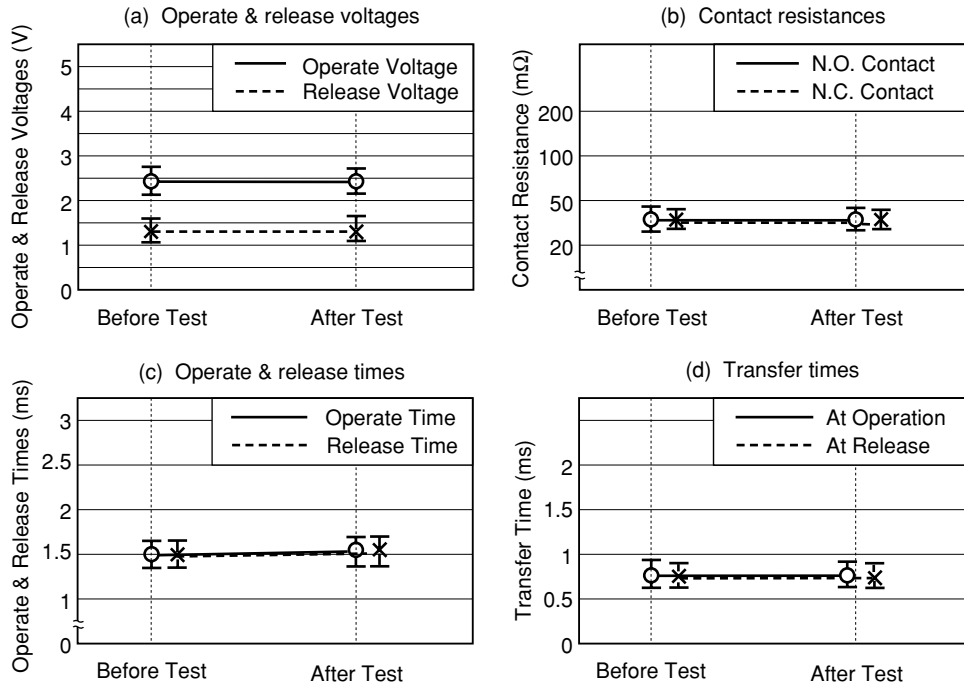 (a) Operate & release voltages
Operate & Release Voltages (V)
5
4
3
2
1
0
Operate Voltage
Release Voltage
Before Test
After Test
(b) Contact resistances
Contact Resistance (mΩ)
200
100
50
20
0
N.O. Contact
N.C. Contact
Before Test
After Test
(c) Operate & release times
Operate & Release Times (ms)
3
2.5
2
1.5
1
0
Operate Time
Release Time
Before Test
After Test
(d) Transfer times
Transfer Time (ms)
2
1.5
1
0.5
0
At Operation
At Release
Before Test
After Test